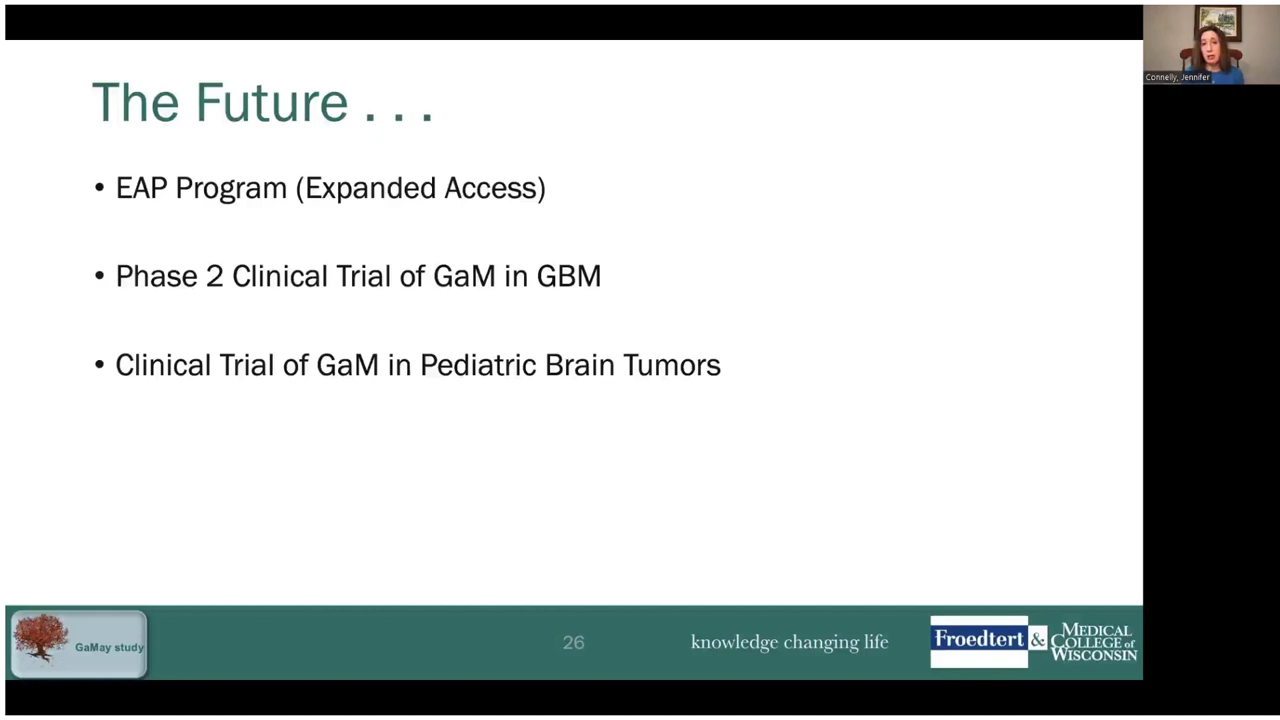 The Future . . .
• EAP Program (Expanded Access)
• Phase 2 Clinical Trial of GaM in GBM
• Clinical Trial of GaM in Pediatric Brain Tumors
Connelly, Jennifer
GaMay study
26
knowledge changing life
Froedtert &
MEDICAL
COLLEGE of
WISCONSIN